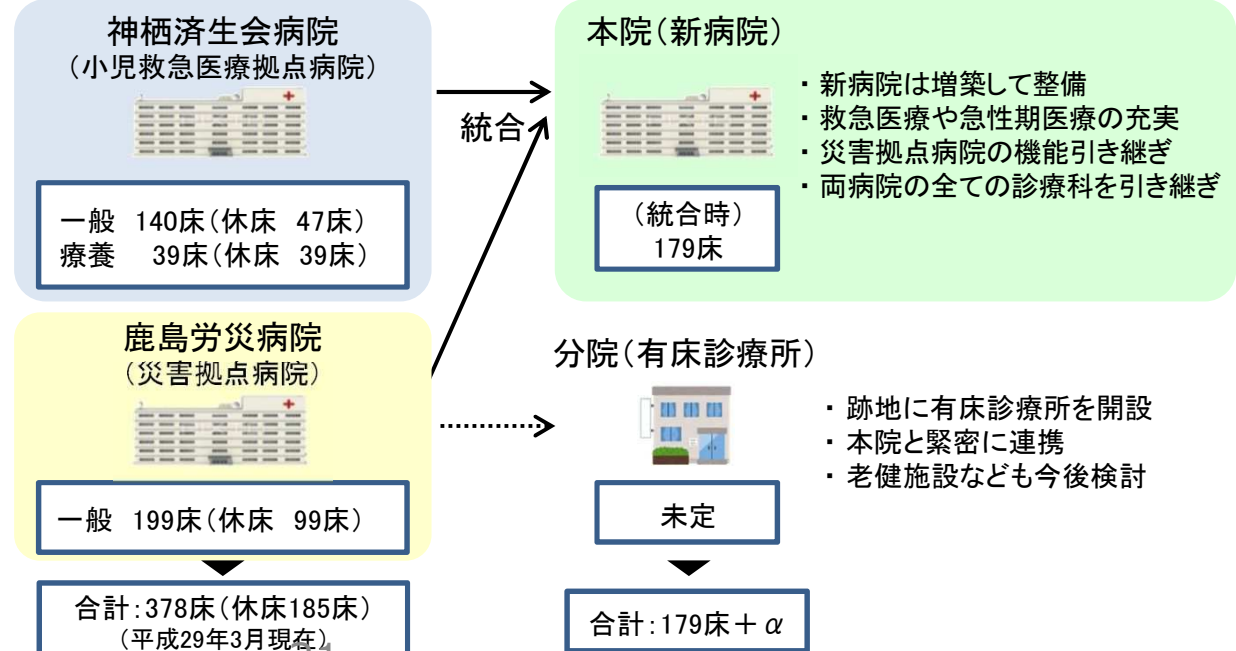 神栖済生会病院
（小児救急医療拠点病院）
一般 140床（休床 47床）
療養 39床（休床 39床）
鹿島労災病院
（災害拠点病院）
一般 199床（休床 99床）
合計：378床（休床185床）
（平成29年3月現在）
統合
本院（新病院）
・ 新病院は増築して整備
・ 救急医療や急性期医療の充実
・ 災害拠点病院の機能引き継ぎ
・ 両病院の全ての診療科を引き継ぎ
（統合時）
179床
分院（有床診療所）
・ 跡地に有床診療所を開設
・ 本院と緊密に連携
・ 老健施設なども今後検討
未定
合計：179床＋α